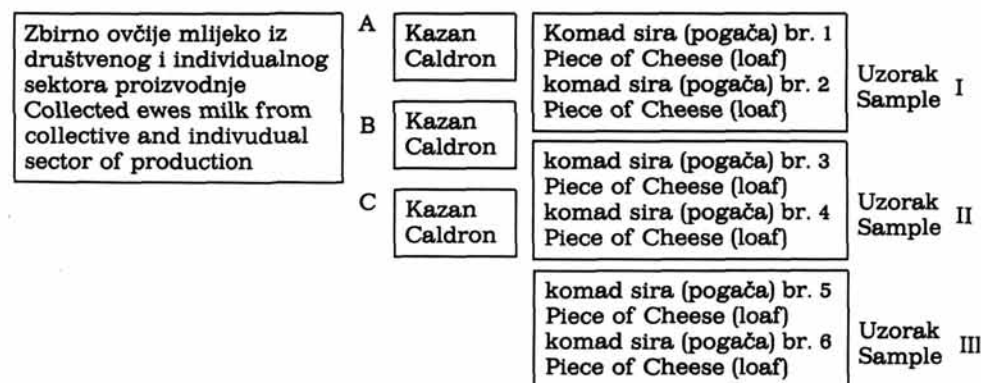 Zbirno ovčije mlijeko iz
društvenog i individualnog
sektora proizvodnje
Collected ewes milk from
collective and indivudual
sector of production
A
Kazan
Caldron
B
Kazan
Caldron
C
Kazan
Caldron
Komad sira (pogača) br. 1
Piece of Cheese (loaf)
komad sira (pogača) br. 2
Piece of Cheese (loaf)
Uzorak
Sample I
komad sira (pogača) br. 3
Piece of Cheese (loaf)
komad sira (pogača) br. 4
Piece of Cheese (loaf)
Uzorak
Sample II
komad sira (pogača) br. 5
Piece of Cheese (loaf)
komad sira (pogača) br. 6
Piece of Cheese (loaf)
Uzorak
Sample III